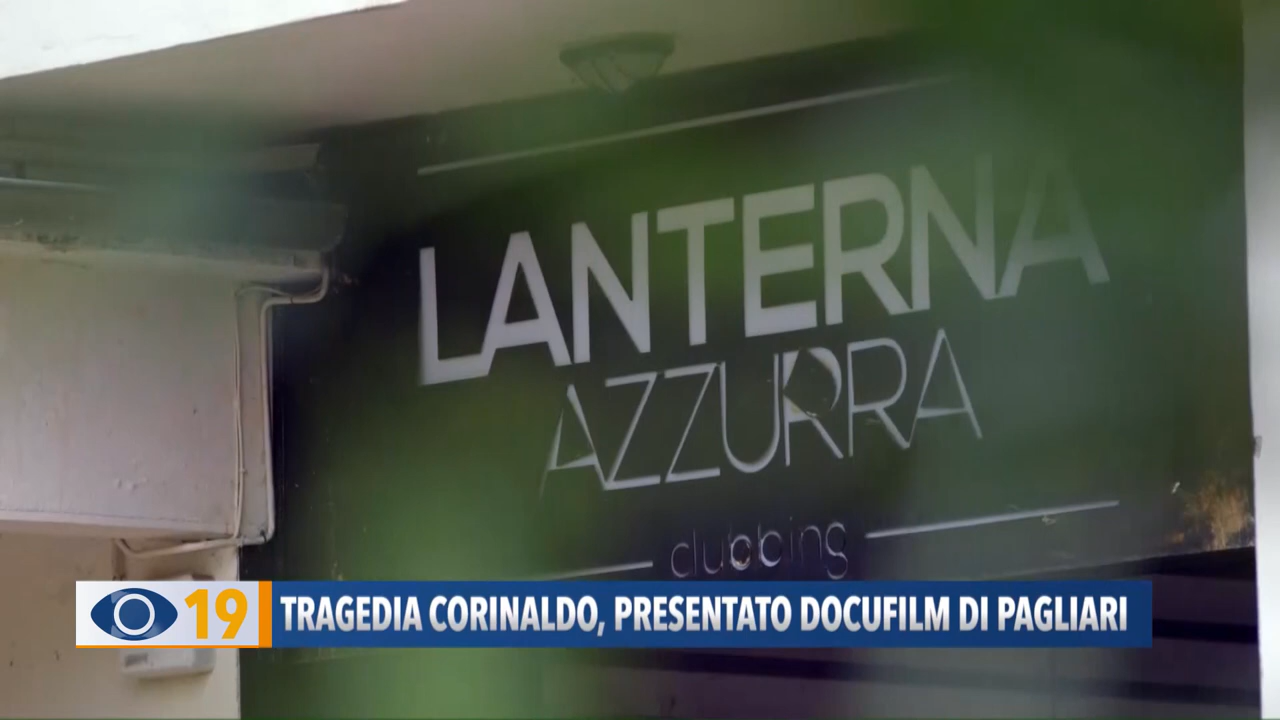 LANTERNA
AZZURRA
clubbing
19
TRAGEDIA CORINALDO, PRESENTATO DOCUFILM DI PAGLIARI